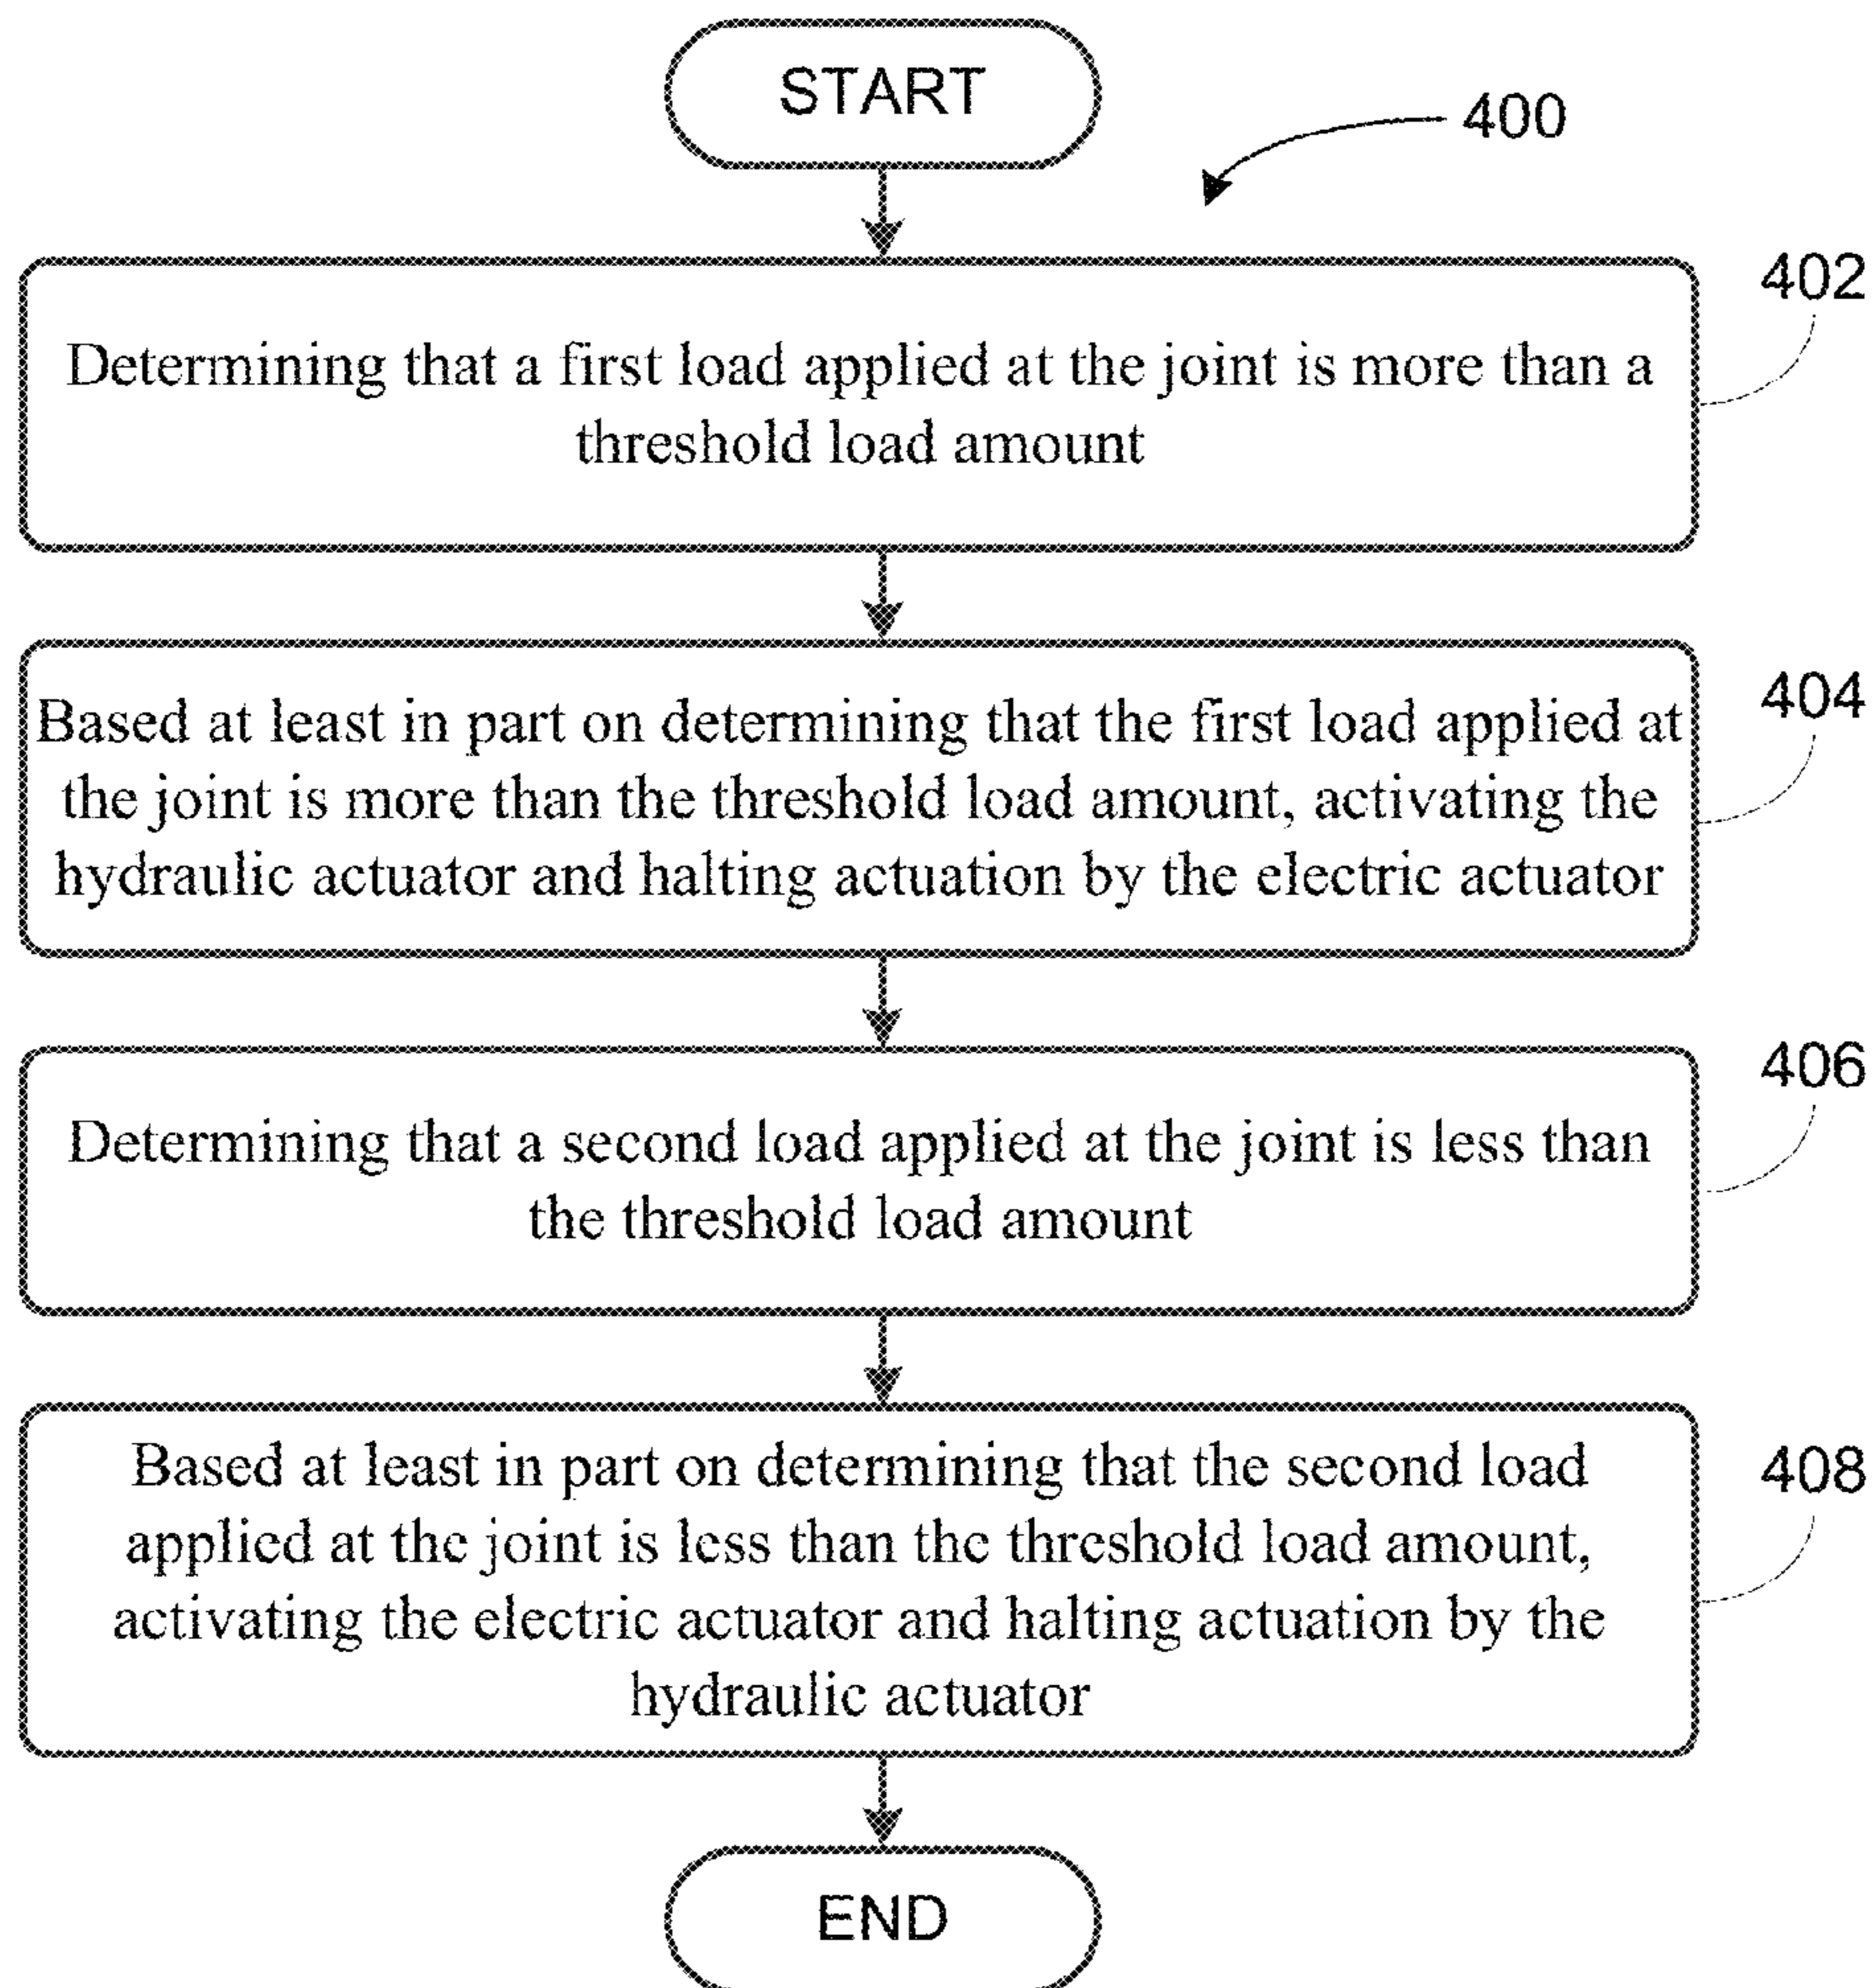 START
400
402
Determining that a first load applied at the joint is more than a
threshold load amount
404
Based at least in part on determining that the first load applied at
the joint is more than the threshold load amount, activating the
hydraulic actuator and halting actuation by the electric actuator
406
Determining that a second load applied at the joint is less than
the threshold load amount
408
Based at least in part on determining that the second load
applied at the joint is less than the threshold load amount,
activating the electric actuator and halting actuation by the
hydraulic actuator
END